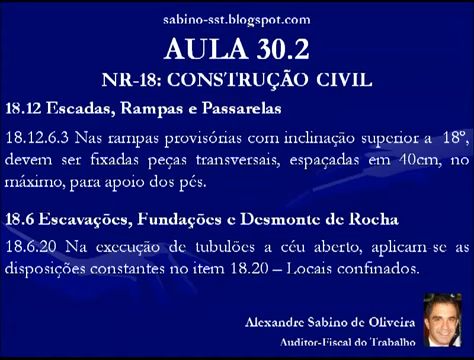 sabino-sst.blogspot.com
AULA 30.2
NR-18: CONSTRUÇÃO CIVIL
18.12 Escadas, Rampas e Passarelas
18.12.6.3 Nas rampas provisórias com inclinação superior a 18º,
devem ser fixadas peças transversais, espaçadas em 40cm, no
máximo, para apoio dos pés.
18.6 Escavações, Fundações e Desmonte de Rocha
18.6.20 Na execução de tubulões a céu aberto, aplicam-se as
disposições constantes no item 18.20 – Locais confinados.
Alexandre Sabino de Oliveira
Auditor-Fiscal do Trabalho